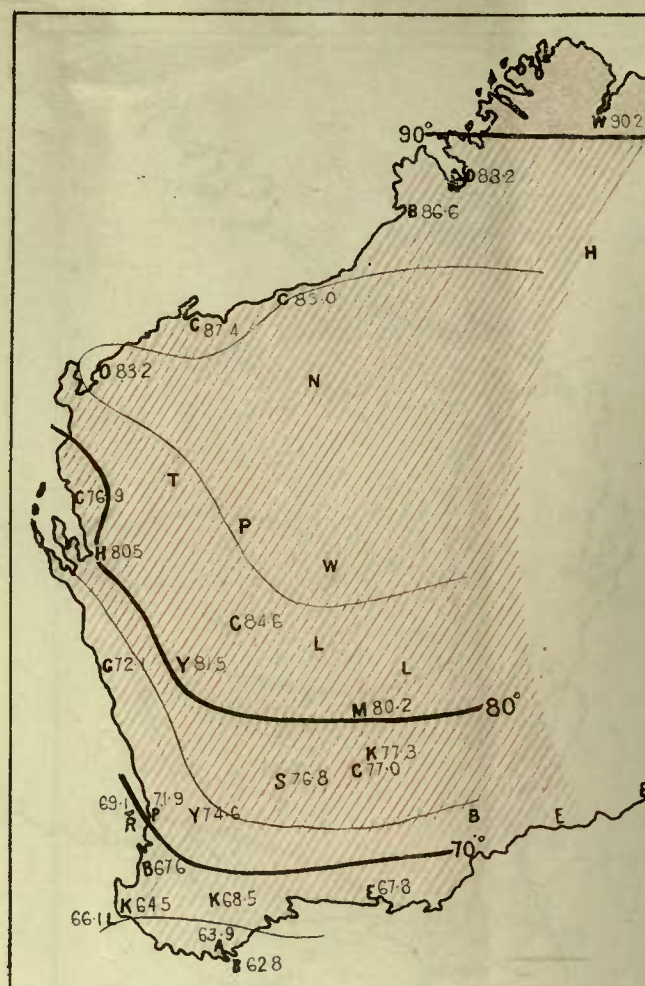 W 90.2
90°
D 88.2
B 86.6
H
C 85.0
C 87.4
O 83.2
N
C 76.9
T
P
H 80.5
W
C 84.6
L
L
C 72.1
Y 81.5
M 80.2
80°
K 77.3
C 77.0
S 76.8
69.1
R
71.9
P
Y 74.6
B
E
E
70°
B 67.6
K 64.5
K 68.5
E 67.8
66.1 L
63.9
A
B 62.8